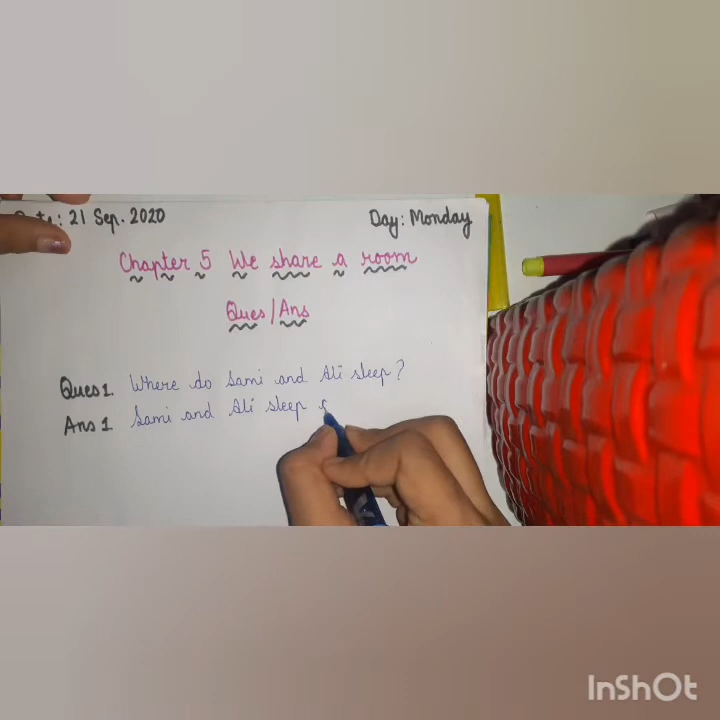 Date: 21 Sep. 2020 Day: Monday
Chapter 5 We share a room
Ques/Ans
Ques 1. Where do Sami and Ali sleep?
Ans 1 Sami and Ali sleep
InShOt